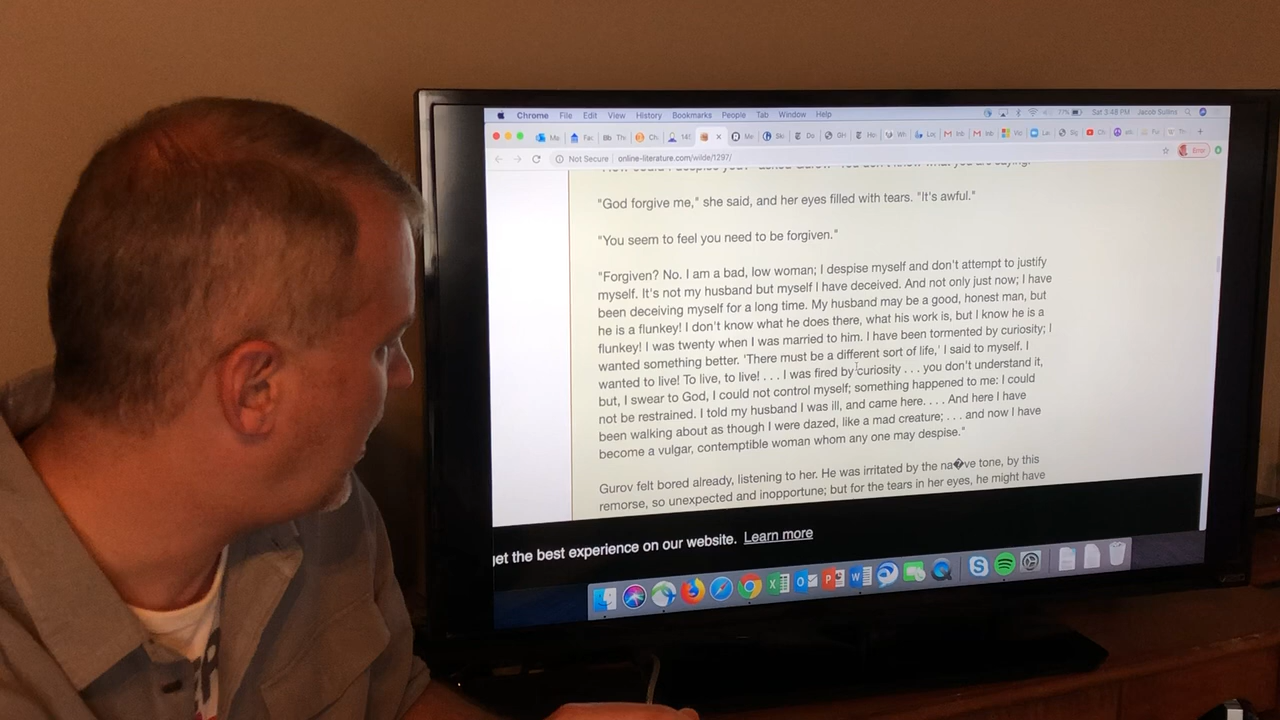 Chrome File Edit View History Bookmarks People Tab Window Help 77% Sat 3:48 PM Jacob Sullins
Not Secure online-literature.com/wilde/1297/ Error
"God forgive me," she said, and her eyes filled with tears. "It's awful."
"You seem to feel you need to be forgiven."
"Forgiven? No. I am a bad, low woman; I despise myself and don't attempt to justify
myself. It's not my husband but myself I have deceived. And not only just now; I have
been deceiving myself for a long time. My husband may be a good, honest man, but
he is a flunkey! I don't know what he does there, what his work is, but I know he is a
flunkey! I was twenty when I was married to him. I have been tormented by curiosity; I
wanted something better. 'There must be a different sort of life,' I said to myself. I
wanted to live! To live, to live! . . . I was fired by curiosity . . . you don't understand it,
but, I swear to God, I could not control myself; something happened to me: I could
not be restrained. I told my husband I was ill, and came here. . . . And here I have
been walking about as though I were dazed, like a mad creature; . . . and now I have
become a vulgar, contemptible woman whom any one may despise."
Gurov felt bored already, listening to her. He was irritated by the na�ve tone, by this
remorse, so unexpected and inopportune; but for the tears in her eyes, he might have
get the best experience on our website. Learn more